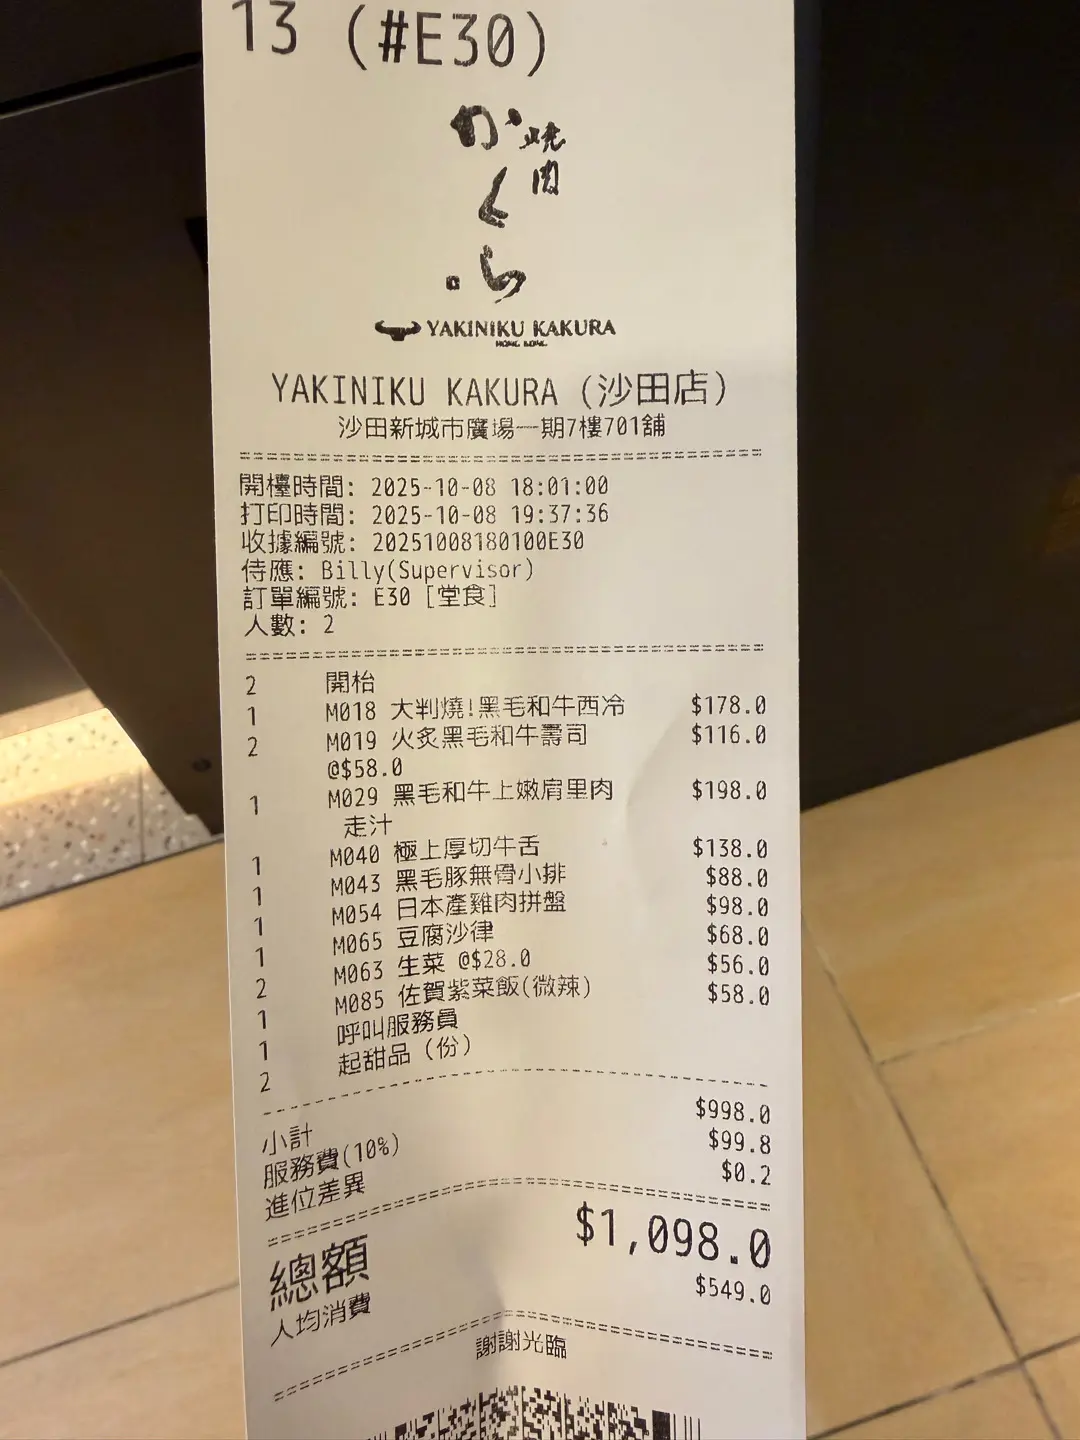 13 (#E30)
焼肉
かくら
YAKINIKU KAKURA
HONG KONG
YAKINIKU KAKURA (沙田店)
沙田新城市廣場一期7樓701舖
開檯時間: 2025-10-08 18:01:00
打印時間: 2025-10-08 19:37:36
收據編號: 20251008180100E30
侍應: Billy(Supervisor)
訂單編號: E30 [堂食]
人數: 2
2 開枱
1 M018 大判燒!黑毛和牛西冷 $178.0
2 M019 火炙黑毛和牛壽司 $116.0
@$58.0
1 M029 黑毛和牛上嫩肩里肉 $198.0
走汁
1 M040 極上厚切牛舌 $138.0
1 M043 黑毛豚無骨小排 $88.0
1 M054 日本產雞肉拼盤 $98.0
1 M065 豆腐沙律 $68.0
2 M063 生菜 @$28.0 $56.0
1 M085 佐賀紫菜飯(微辣) $58.0
1 呼叫服務員
2 起甜品 (份)
小計 $998.0
服務費(10%) $99.8
進位差異 $0.2
總額 $1,098.0
人均消費 $549.0
謝謝光臨